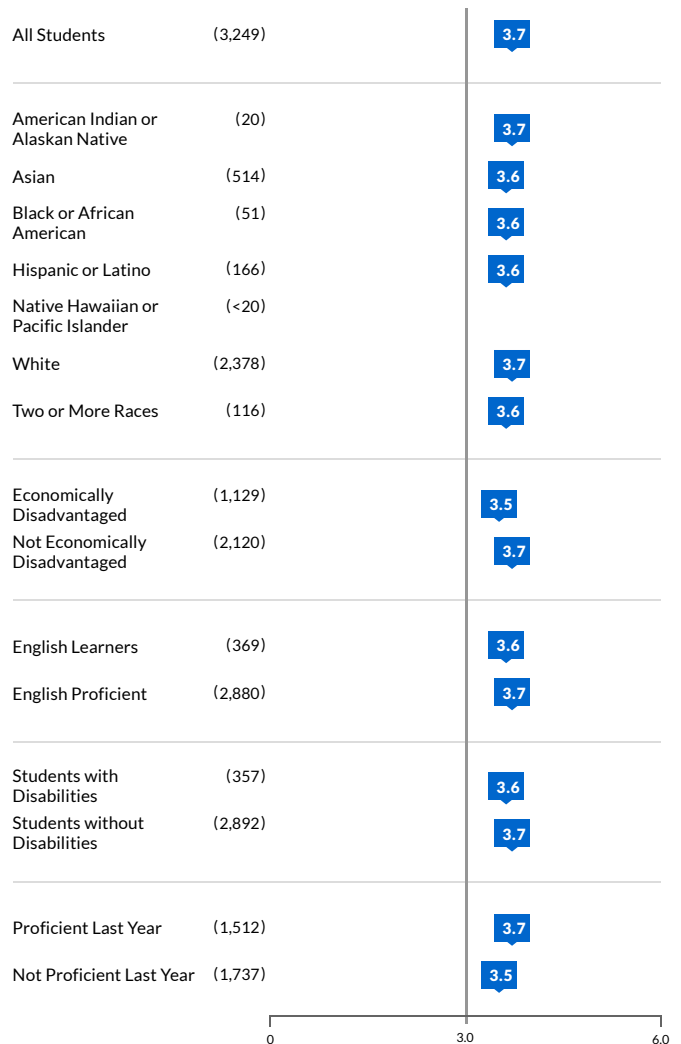 All Students (3,249) 3.7
American Indian or (20) 3.7
Alaskan Native
Asian (514) 3.6
Black or African (51) 3.6
American
Hispanic or Latino (166) 3.6
Native Hawaiian or (<20)
Pacific Islander
White (2,378) 3.7
Two or More Races (116) 3.6
Economically (1,129) 3.5
Disadvantaged
Not Economically (2,120) 3.7
Disadvantaged
English Learners (369) 3.6
English Proficient (2,880) 3.7
Students with (357) 3.6
Disabilities
Students without (2,892) 3.7
Disabilities
Proficient Last Year (1,512) 3.7
Not Proficient Last Year (1,737) 3.5
0 3.0 6.0